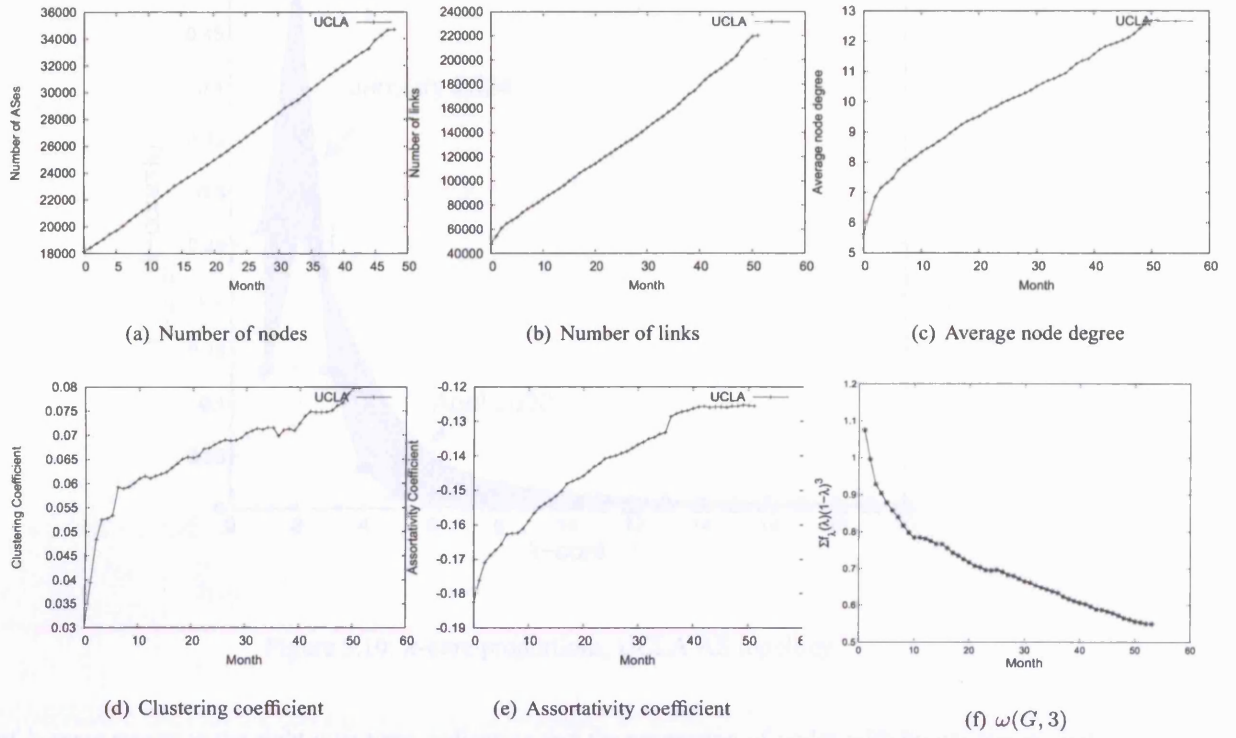 36000
34000
32000
30000
28000
26000
24000
22000
20000
18000
0 5 10 15 20 25 30 35 40 45 50
Number of ASes
Month
UCLA
(a) Number of nodes
240000
220000
200000
180000
160000
140000
120000
100000
80000
60000
40000
0 10 20 30 40 50 60
Number of links
Month
UCLA
(b) Number of links
13
12
11
10
9
8
7
6
5
0 10 20 30 40 50 60
Average node degree
Month
UCLA
(c) Average node degree
0.08
0.075
0.07
0.065
0.06
0.055
0.05
0.045
0.04
0.035
0.03
0 10 20 30 40 50 60
Clustering Coefficient
Month
UCLA
(d) Clustering coefficient
-0.12
-0.13
-0.14
-0.15
-0.16
-0.17
-0.18
-0.19
0 10 20 30 40 50
Assortativity Coefficient
Month
UCLA
(e) Assortativity coefficient
1.2
1.1
1
0.9
0.8
0.7
0.6
0.5
0 10 20 30 40 50 60
Σf_λ(λ)(1−λ)^3
Month
(f) ω(G, 3)